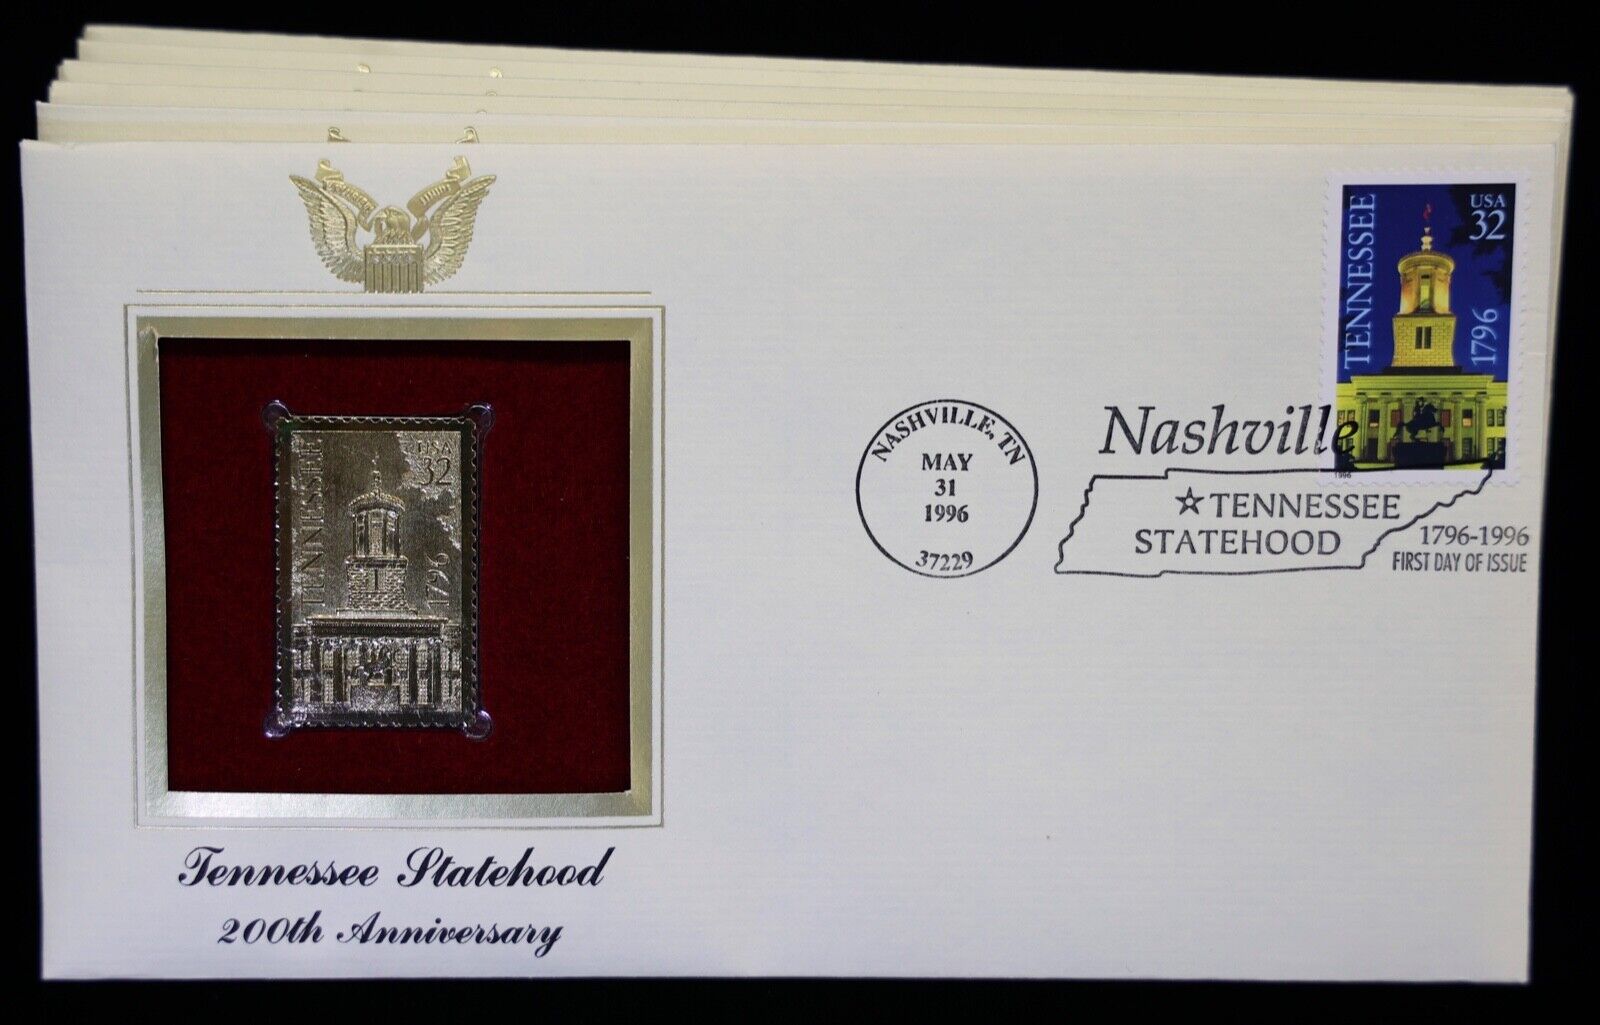 TENNESSEE
USA
32
1796
1996
TENNESSEE
USA
32
1796
NASHVILLE, TN
MAY
31
1996
37229
Nashville
☆ TENNESSEE
STATEHOOD
1796-1996
FIRST DAY OF ISSUE
Tennessee Statehood
200th Anniversary